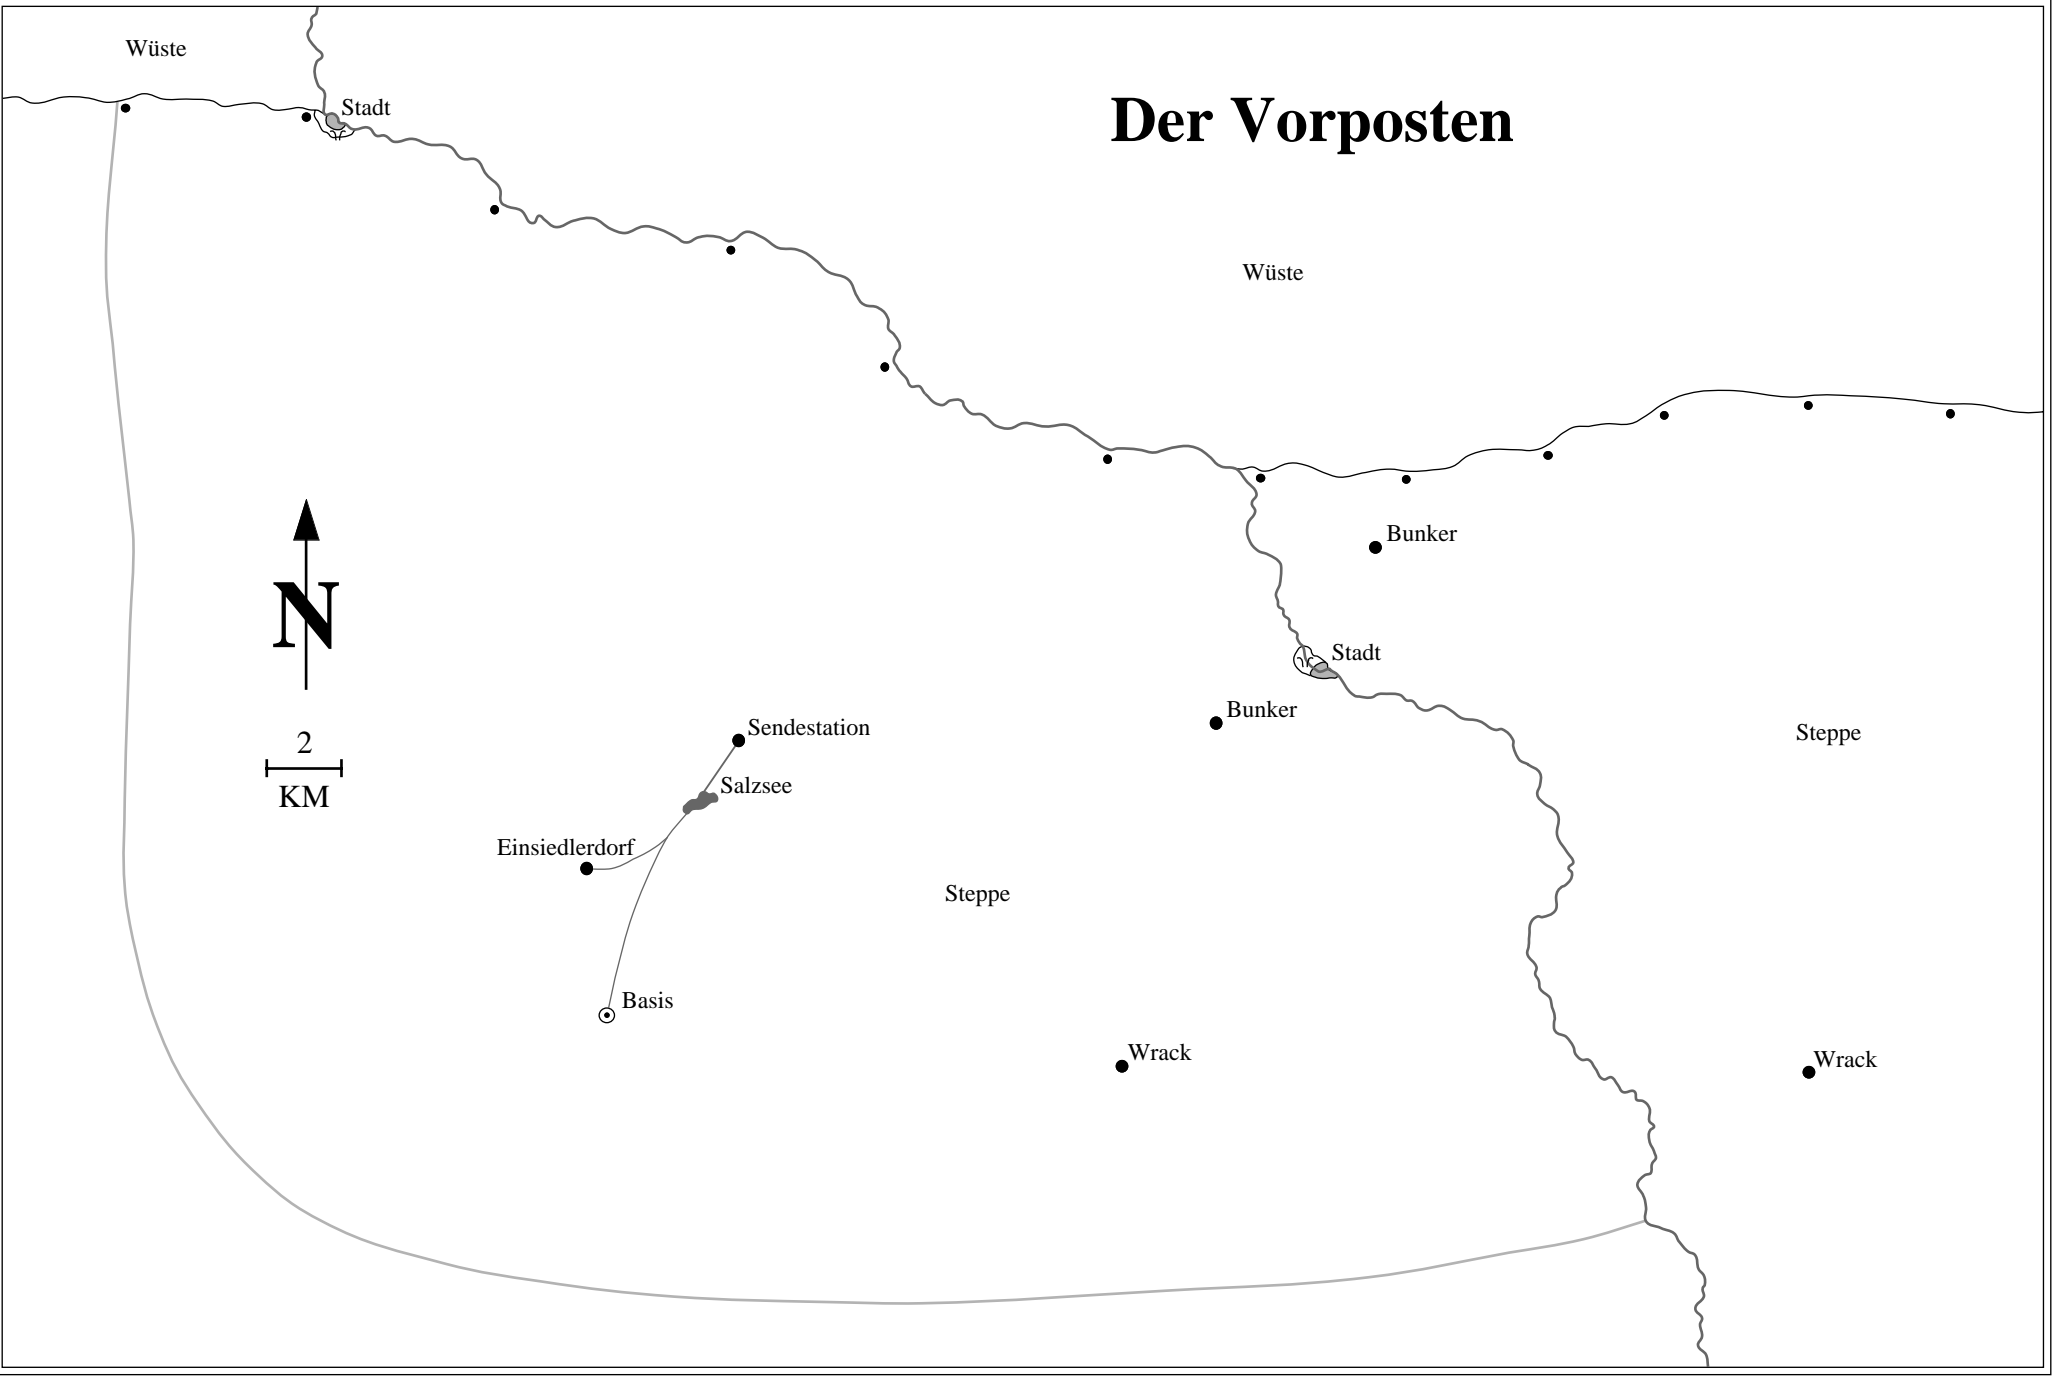 Wüste
Stadt
Der Vorposten
Wüste
Bunker
N
Stadt
Bunker
Sendestation
Steppe
2
KM
Salzsee
Einsiedlerdorf
Steppe
Basis
Wrack
Wrack